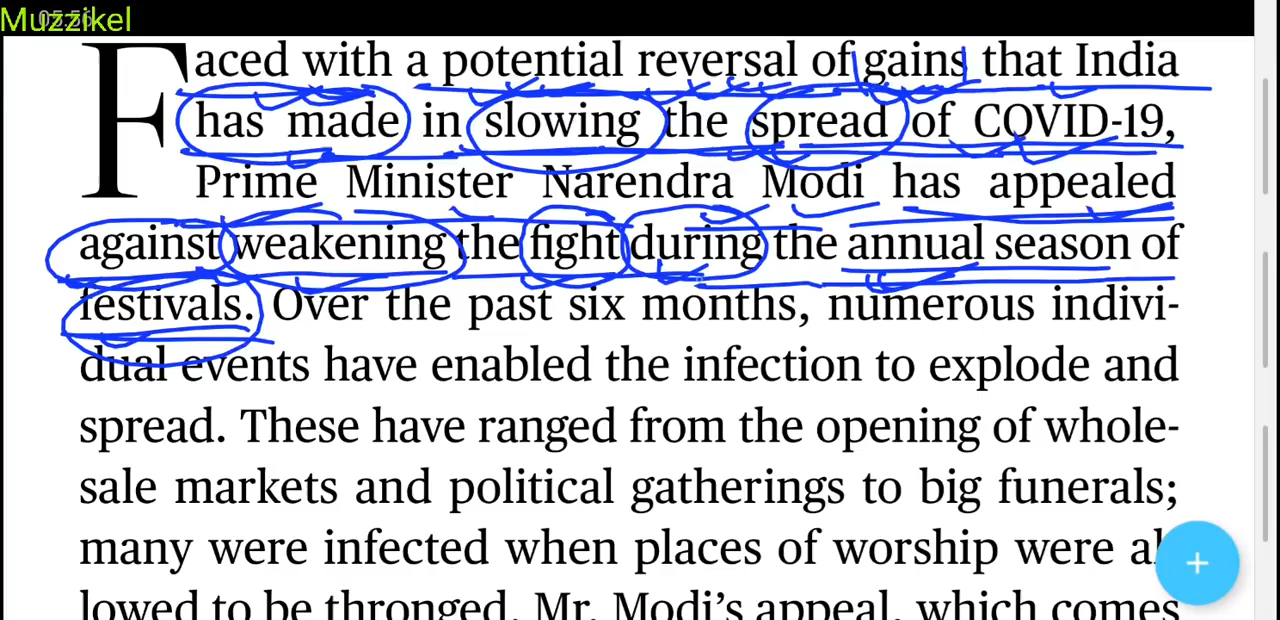 Muzzikel
05:56
Faced with a potential reversal of gains that India
has made in slowing the spread of COVID-19,
Prime Minister Narendra Modi has appealed
against weakening the fight during the annual season of
festivals. Over the past six months, numerous indivi-
dual events have enabled the infection to explode and
spread. These have ranged from the opening of whole-
sale markets and political gatherings to big funerals;
many were infected when places of worship were al-
lowed to be thronged. Mr. Modi's appeal, which comes
+